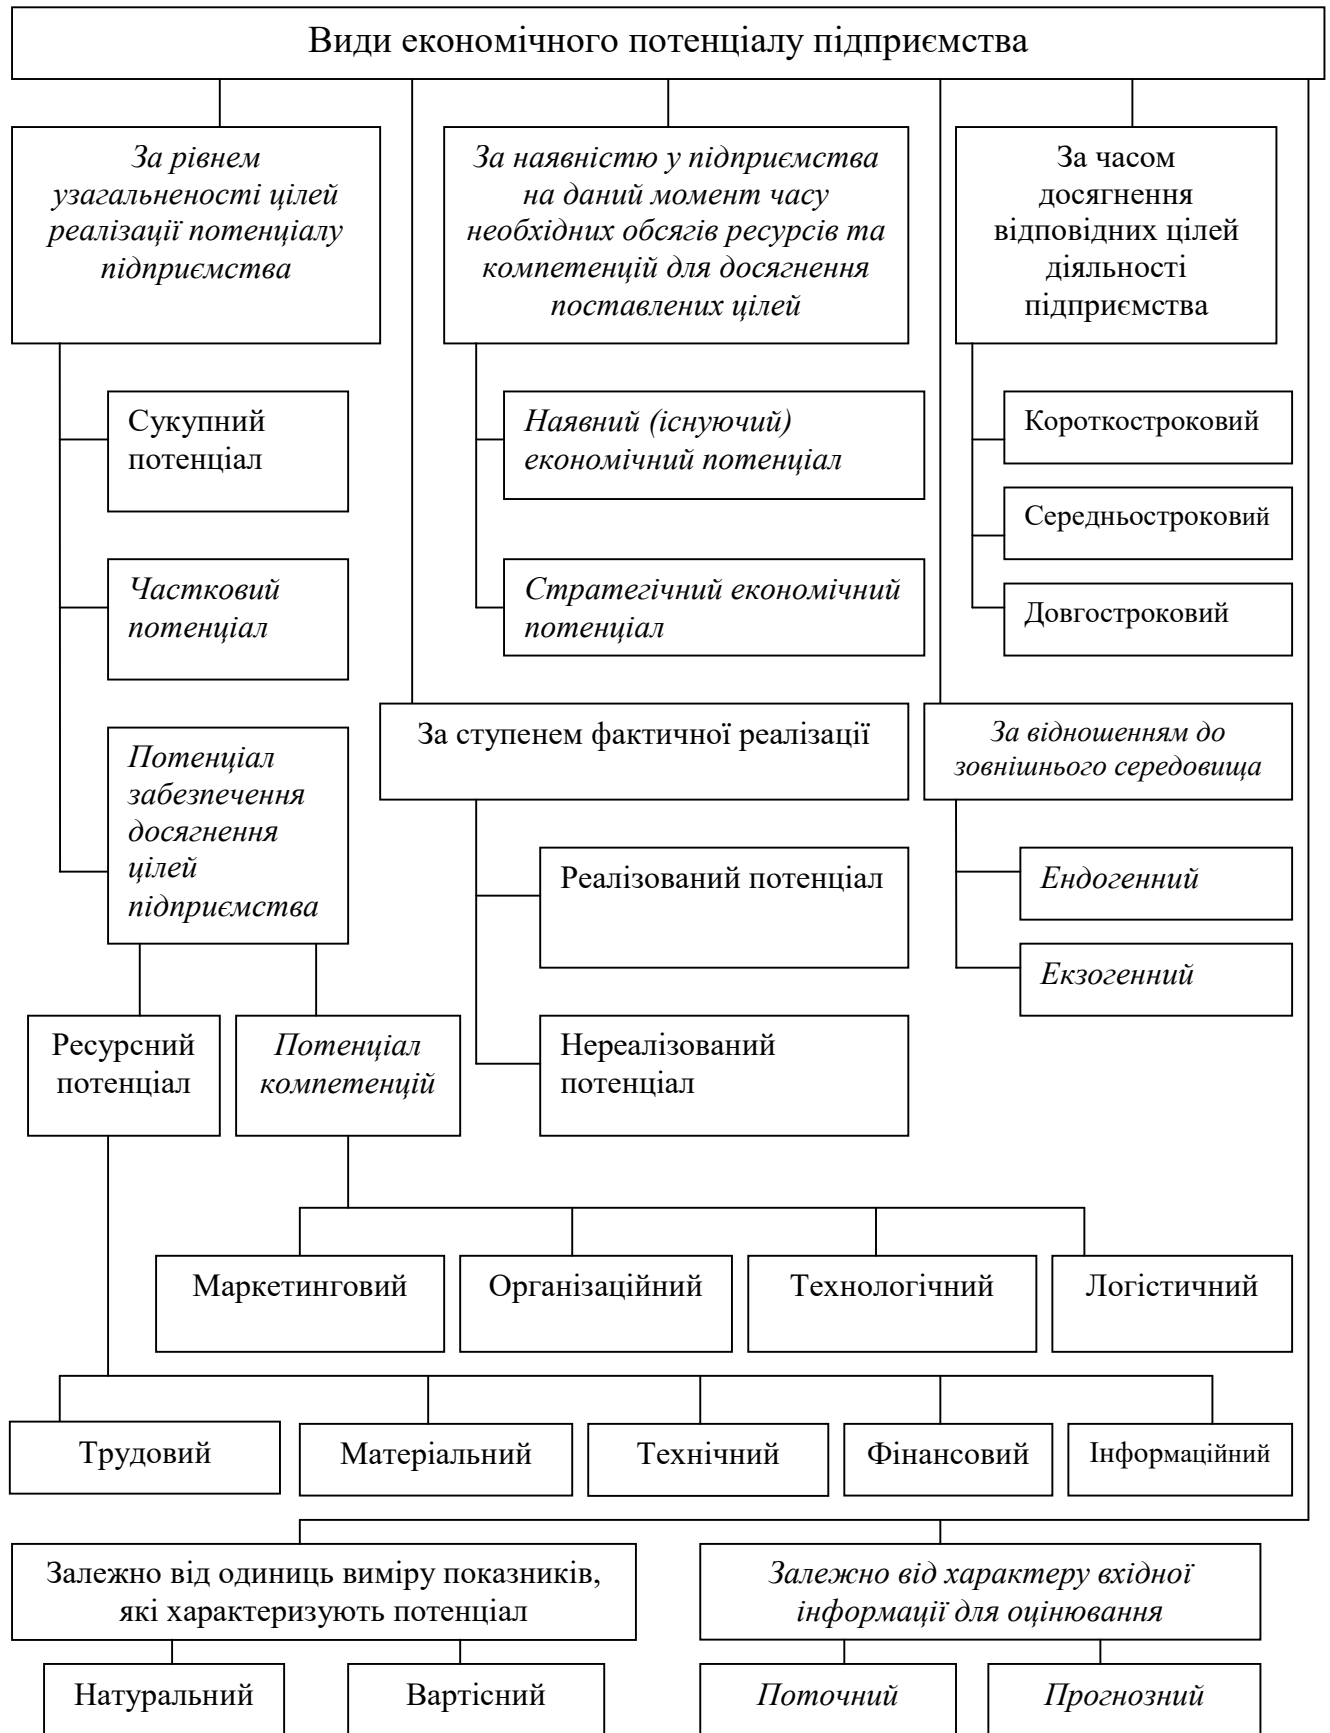 Види економічного потенціалу підприємства
За рівнем
узагальненості цілей
реалізації потенціалу
підприємства
За наявністю у підприємства
на даний момент часу
необхідних обсягів ресурсів та
компетенцій для досягнення
поставлених цілей
За часом
досягнення
відповідних цілей
діяльності
підприємства
Сукупний
потенціал
Частковий
потенціал
Потенціал
забезпечення
досягнення
цілей
підприємства
Наявний (існуючий)
економічний потенціал
Стратегічний економічний
потенціал
Короткостроковий
Середньостроковий
Довгостроковий
За ступенем фактичної реалізації
За відношенням до
зовнішнього середовища
Реалізований потенціал
Нереалізований
потенціал
Ендогенний
Екзогенний
Ресурсний
потенціал
Потенціал
компетенцій
Маркетинговий
Організаційний
Технологічний
Логістичний
Трудовий
Матеріальний
Технічний
Фінансовий
Інформаційний
Залежно від одиниць виміру показників,
які характеризують потенціал
Залежно від характеру вхідної
інформації для оцінювання
Натуральний
Вартісний
Поточний
Прогнозний